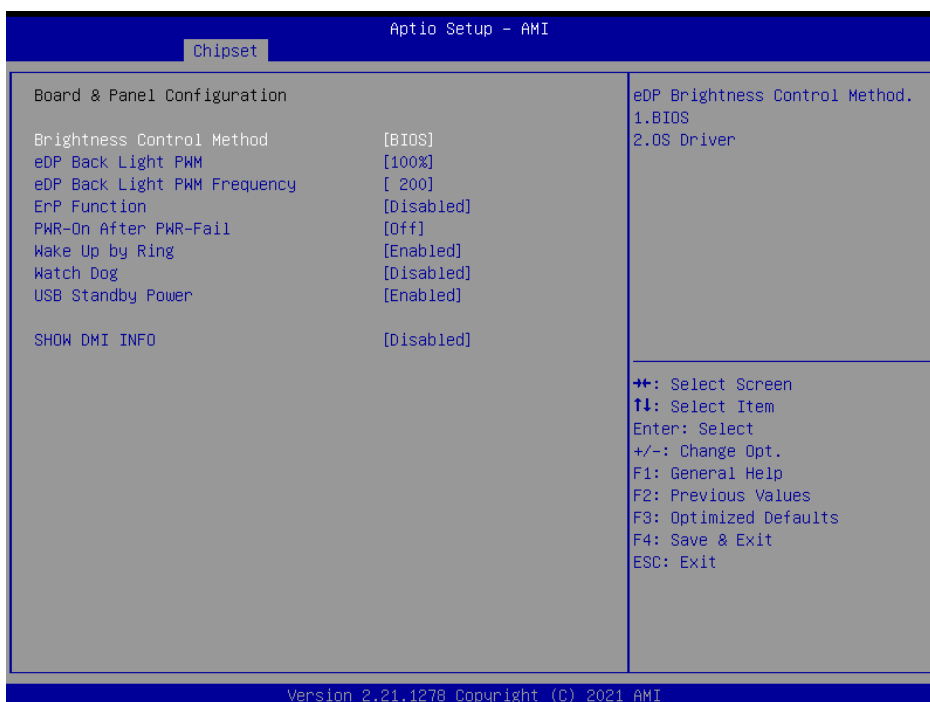 Aptio Setup - AMI
Chipset
Board & Panel Configuration
Brightness Control Method [BIOS]
eDP Back Light PWM [100%]
eDP Back Light PWM Frequency [ 200]
ErP Function [Disabled]
PWR-On After PWR-Fail [Off]
Wake Up by Ring [Enabled]
Watch Dog [Disabled]
USB Standby Power [Enabled]
SHOW DMI INFO [Disabled]
eDP Brightness Control Method.
1.BIOS
2.OS Driver
→←: Select Screen
↑↓: Select Item
Enter: Select
+/-: Change Opt.
F1: General Help
F2: Previous Values
F3: Optimized Defaults
F4: Save & Exit
ESC: Exit
Version 2.21.1278 Copyright (C) 2021 AMI